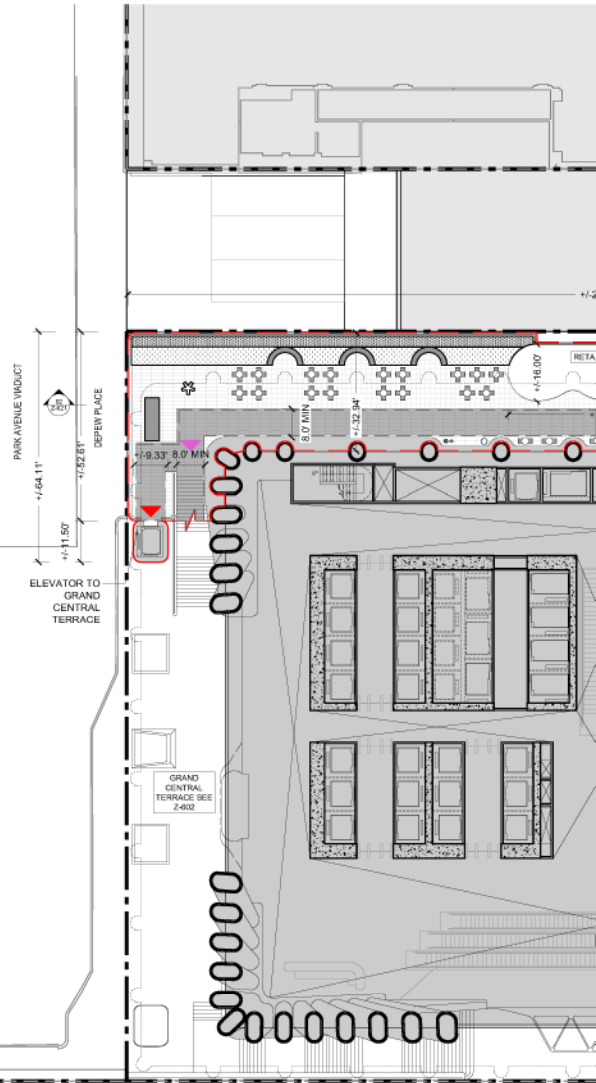 +/-2
RETA
+/-16.00'
PARK AVENUE VIADUCT
DEPEW PLACE
Z-621
+/-64.11'
+/-52.61'
8.0' MIN
+/-32.94'
+/-9.33'
8.0' MIN
+/-11.50'
ELEVATOR TO
GRAND
CENTRAL
TERRACE
GRAND
CENTRAL
TERRACE SEE
Z-602